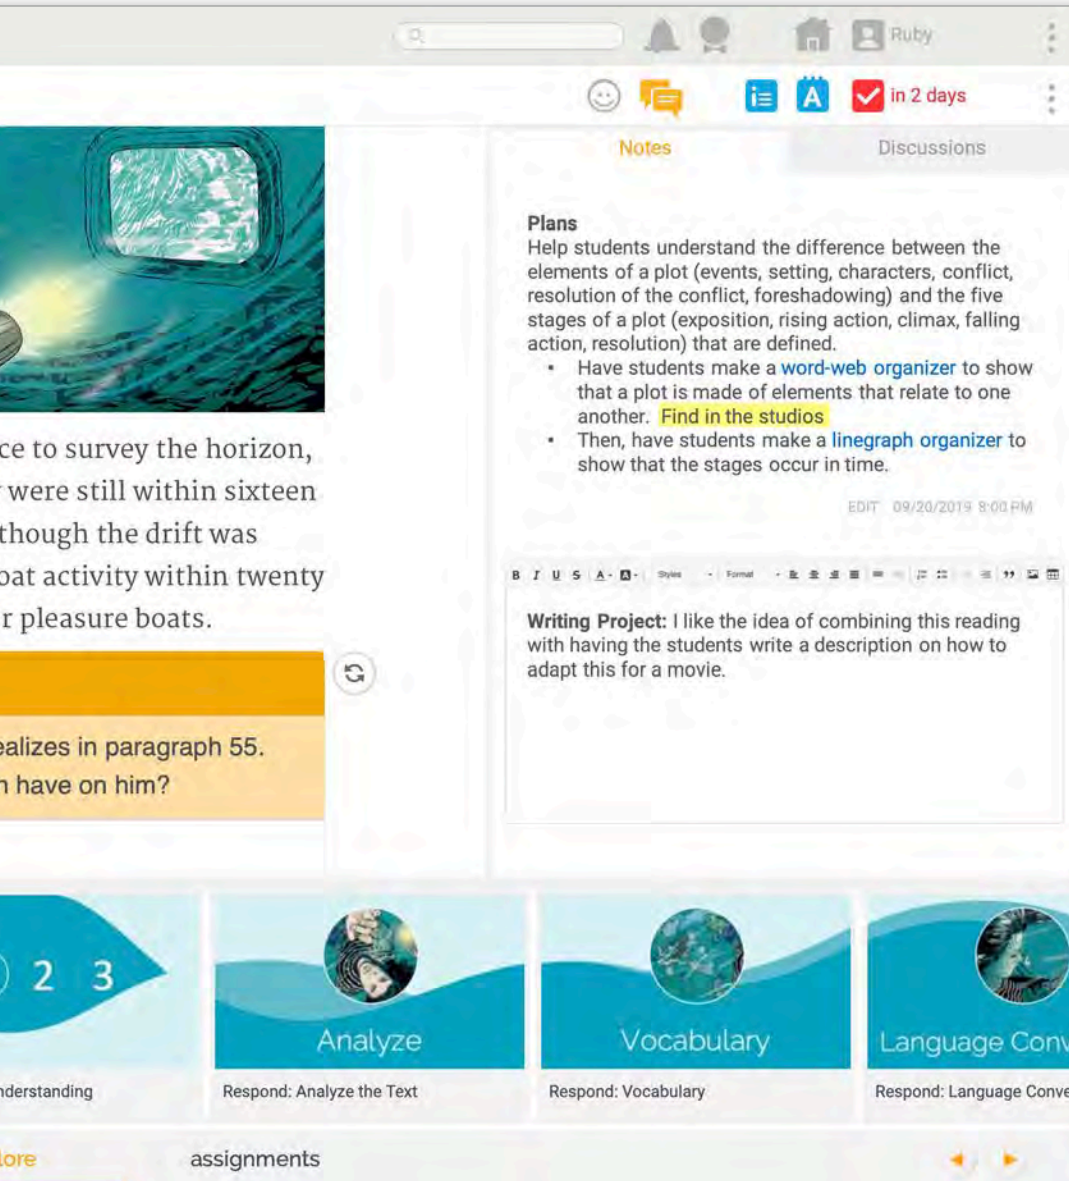 Ruby
in 2 days
Notes
Discussions
Plans
Help students understand the difference between the
elements of a plot (events, setting, characters, conflict,
resolution of the conflict, foreshadowing) and the five
stages of a plot (exposition, rising action, climax, falling
action, resolution) that are defined.
• Have students make a word-web organizer to show
that a plot is made of elements that relate to one
another. Find in the studios
• Then, have students make a linegraph organizer to
show that the stages occur in time.
EDIT 09/20/2019 8:00 PM
B I U S A A Styles Format
Writing Project: I like the idea of combining this reading
with having the students write a description on how to
adapt this for a movie.
ce to survey the horizon,
were still within sixteen
though the drift was
oat activity within twenty
r pleasure boats.
ealizes in paragraph 55.
n have on him?
2 3
nderstanding
Analyze
Respond: Analyze the Text
Vocabulary
Respond: Vocabulary
Language Conv
Respond: Language Conve
lore
assignments